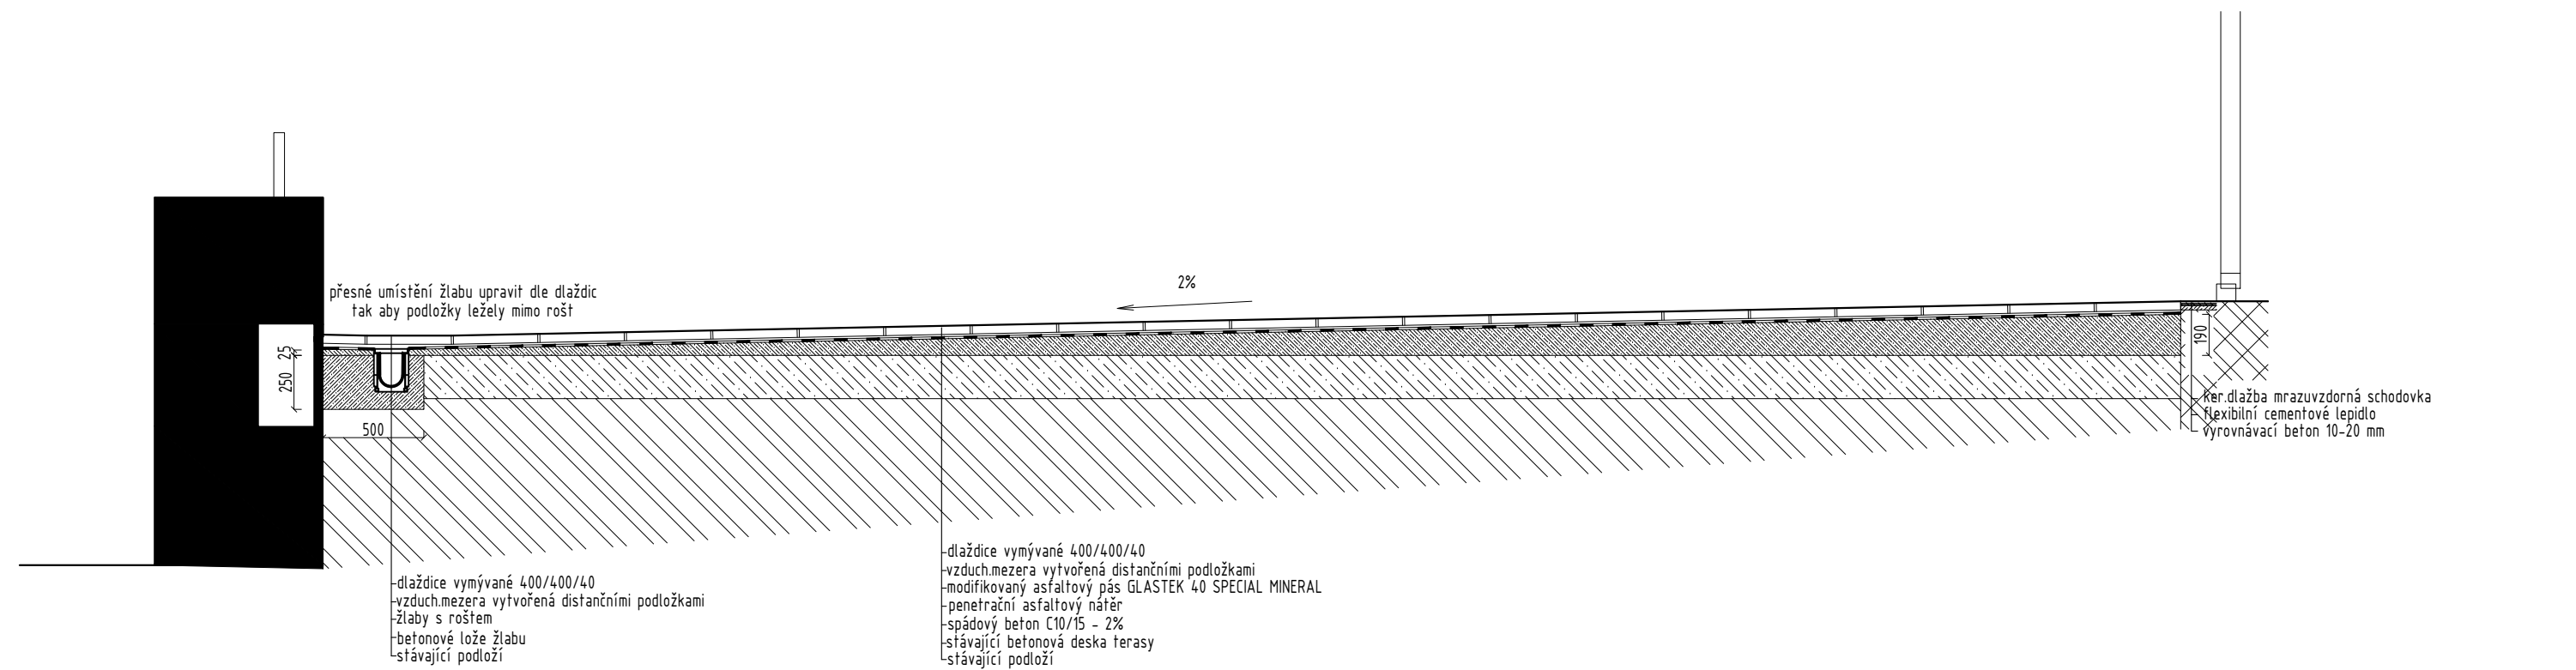 2%
přesné umístění žlabu upravit dle dlaždic
tak aby podložky ležely mimo rošt
25
250
500
190
ker.dlažba mrazuvzdorná schodovka
flexibilní cementové lepidlo
vyrovnávací beton 10-20 mm
dlaždice vymývané 400/400/40
vzduch.mezera vytvořená distančními podložkami
modifikovaný asfaltový pás GLASTEK 40 SPECIAL MINERAL
penetrační asfaltový nátěr
spádový beton C10/15 - 2%
stávající betonová deska terasy
stávající podloží
dlaždice vymývané 400/400/40
vzduch.mezera vytvořená distančními podložkami
žlaby s roštem
betonové lože žlabu
stávající podloží